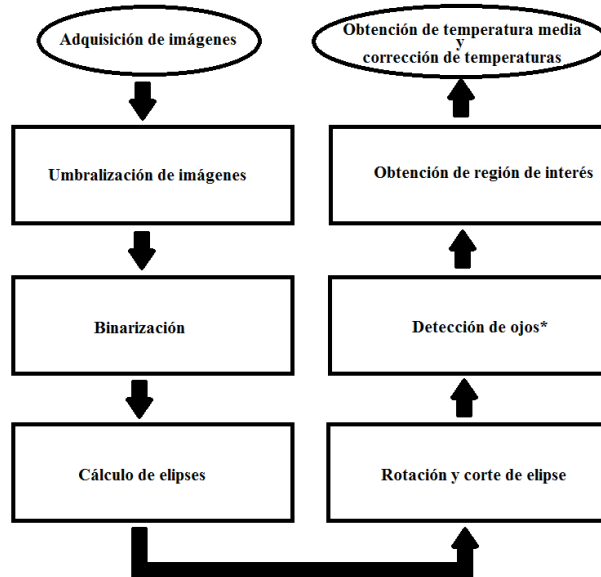 Adquisición de imágenes
Umbralización de imágenes
Binarización
Cálculo de elipses
Rotación y corte de elipse
Detección de ojos*
Obtención de región de interés
Obtención de temperatura media
y
corrección de temperaturas